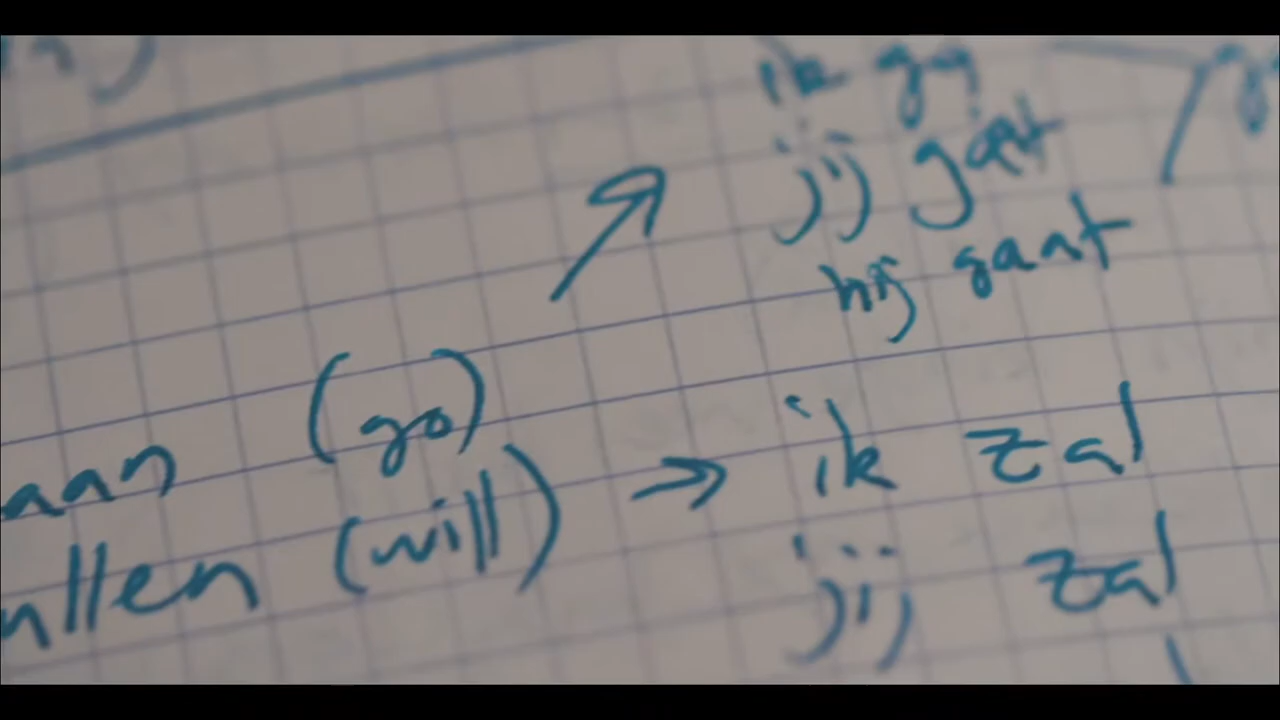 ik ga
jij gaat
hij gaat
aan (go)
ullen (will)
→ ik zal
jij zal